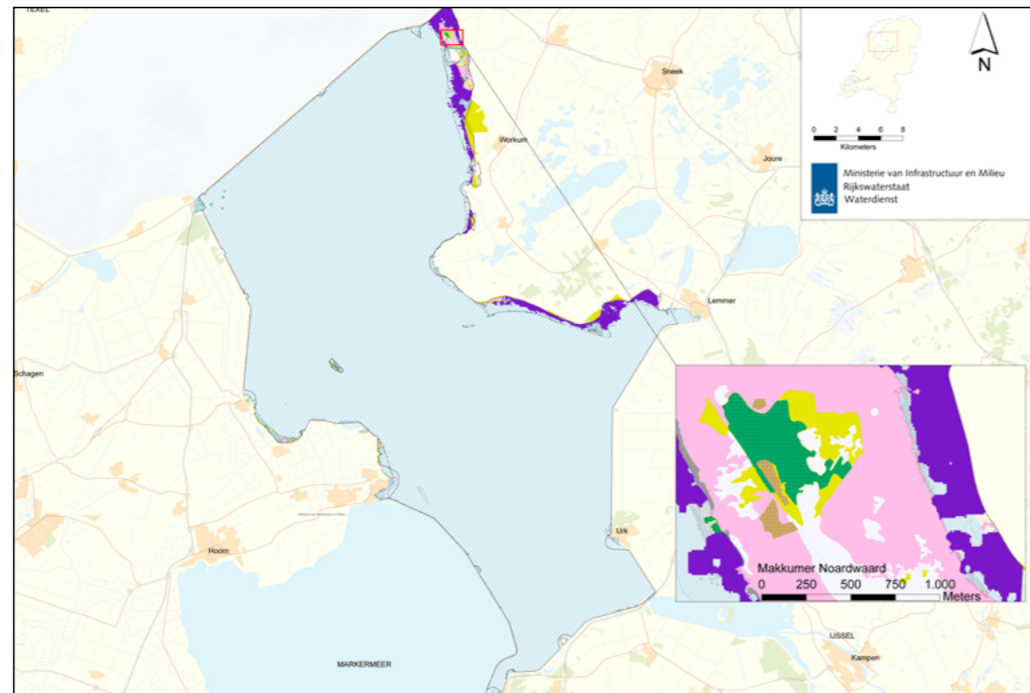 TEXEL
Sneek
Workum
Joure
Lemmer
Schagen
Hoorn
Urk
MARKERMEER
IJSSEL
Kampen
N
0 2 4 6 8
Kilometers
Ministerie van Infrastructuur en Milieu
Rijkswaterstaat
Waterdienst
Makkumer Noardwaard
0 250 500 750 1.000
Meters